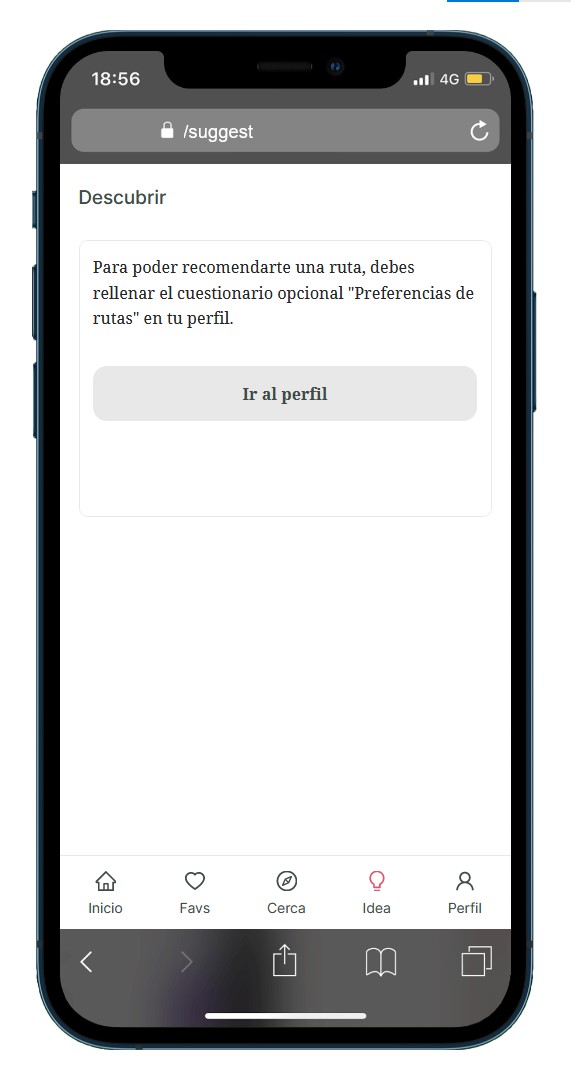 18:56
4G
/suggest
Descubrir
Para poder recomendarte una ruta, debes
rellenar el cuestionario opcional "Preferencias de
rutas" en tu perfil.
Ir al perfil
Inicio Favs Cerca Idea Perfil